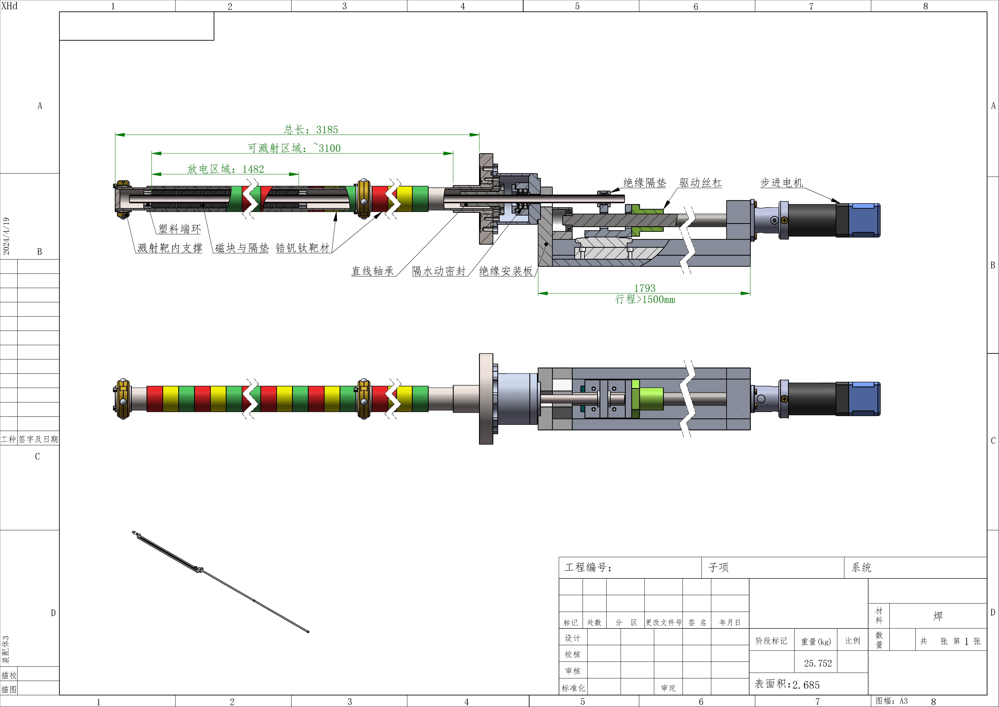 XHd
1 2 3 4 5 6 7 8
A
A
总长: 3185
可溅射区域: ~3100
放电区域: 1482
绝缘隔垫
驱动丝杠
步进电机
塑料端环
溅射靶内支撑
磁块与隔垫
锆钒钛靶材
直线轴承
隔水动密封
绝缘安装板
1793
行程>1500mm
2024/4/19
B
B
工种 签字及日期
C
C
D
D
装配体3
描校
描图
工程编号:
子项
系统
标记 处数 分 区 更改文件号 签 名 年月日
设计
校核
审核
标准化
审定
阶段标记 重量(kg) 比例
25.752
表面积:2.685
材料
焊
数量
共 张 第 1 张
1 2 3 4 5 6 7 8
图幅: A3